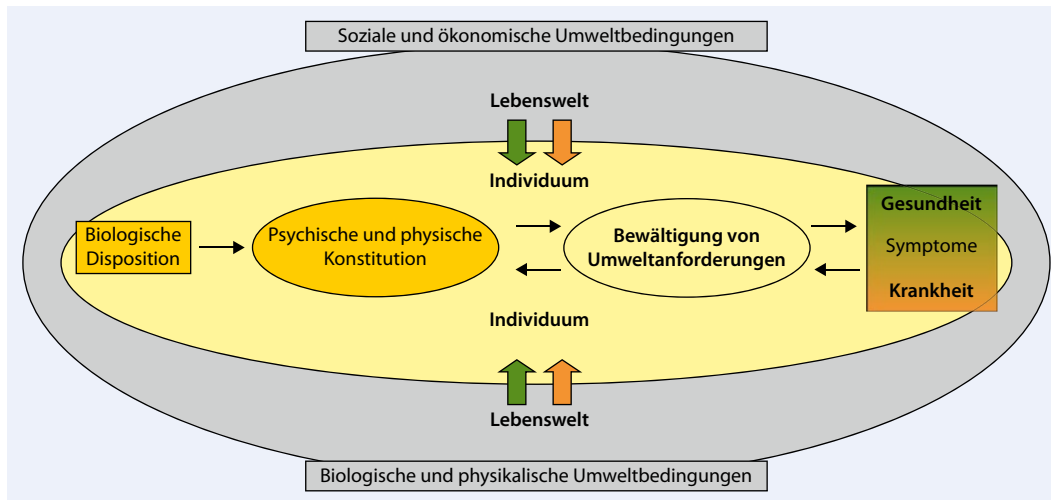 Soziale und ökonomische Umweltbedingungen
Lebenswelt
Individuum
Biologische
Disposition
Psychische und physische
Konstitution
Bewältigung von
Umweltanforderungen
Gesundheit
Symptome
Krankheit
Individuum
Lebenswelt
Biologische und physikalische Umweltbedingungen